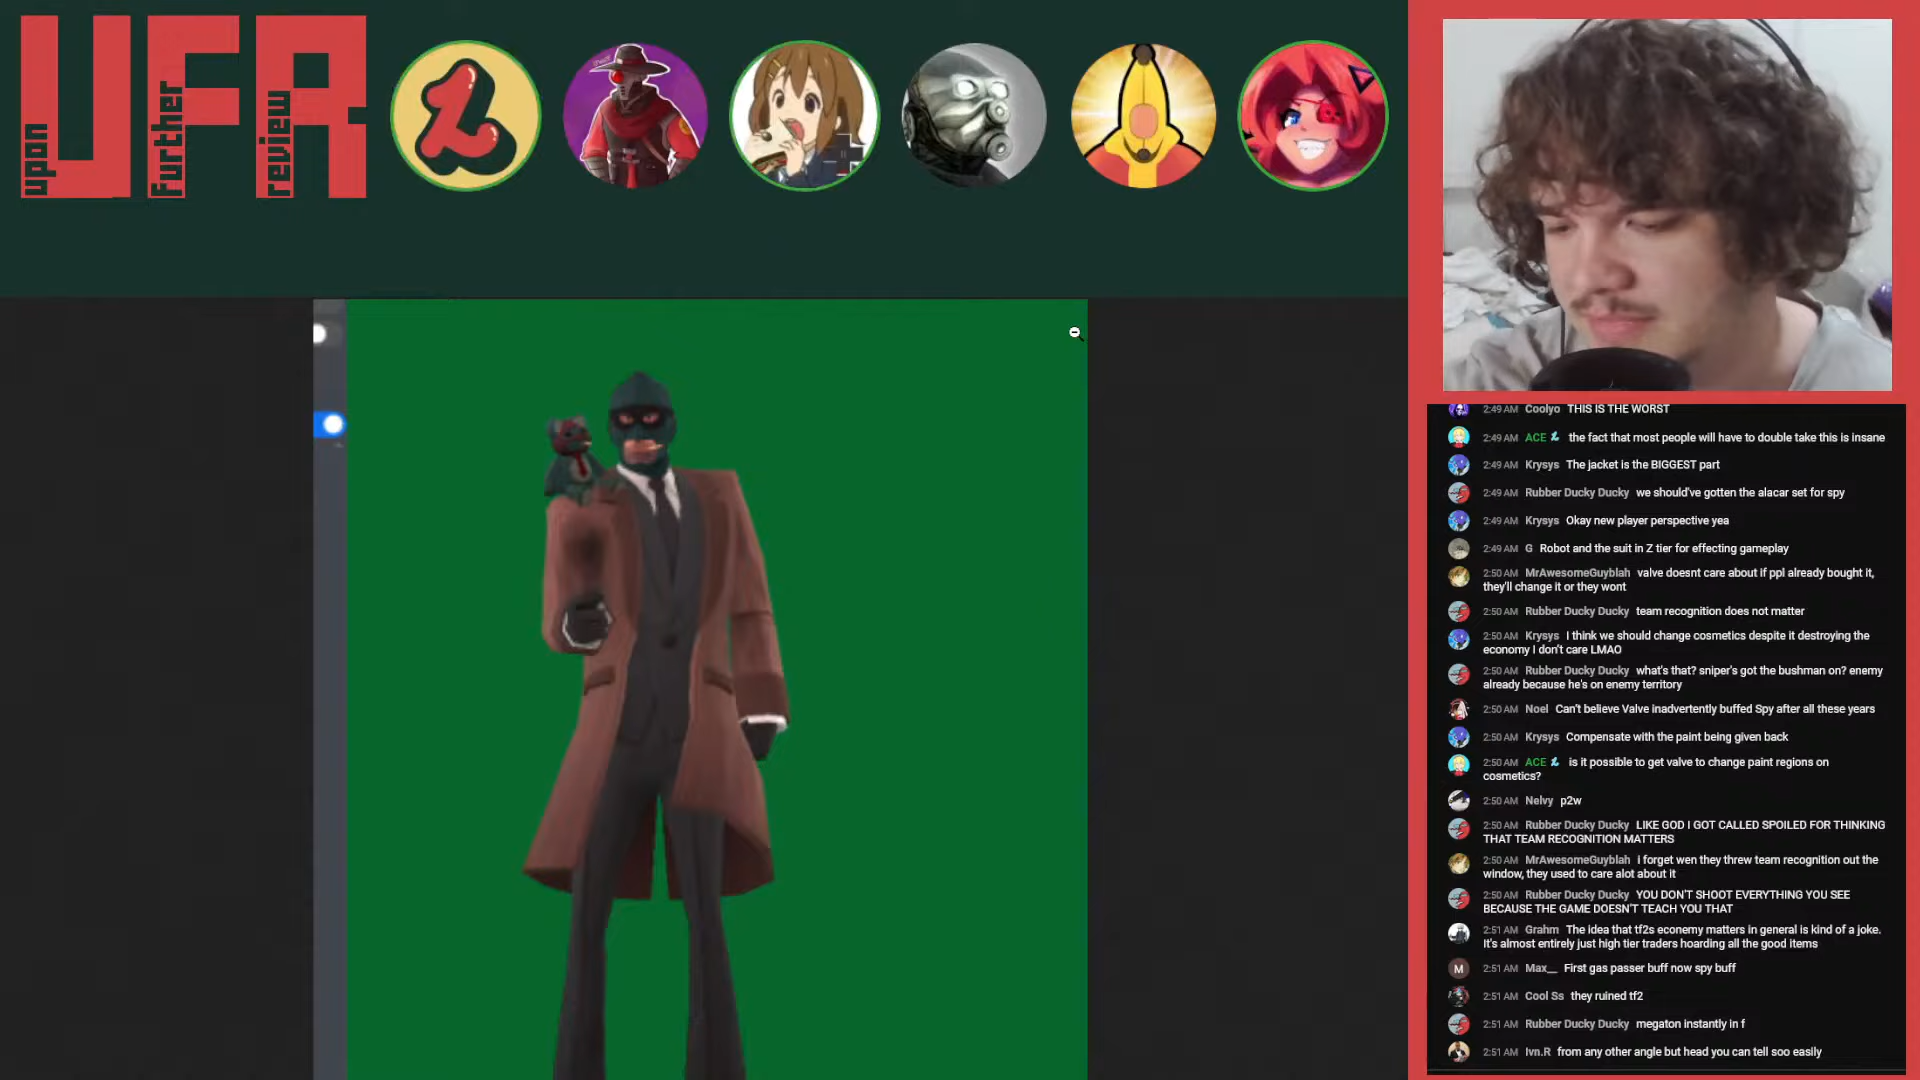 UFR
upon
Further
review
2:49 AM Coolyo THIS IS THE WORST
2:49 AM ACE the fact that most people will have to double take this is insane
2:49 AM Krysys The jacket is the BIGGEST part
2:49 AM Rubber Ducky Ducky we should've gotten the alacar set for spy
2:49 AM Krysys Okay new player perspective yea
2:49 AM G Robot and the suit in Z tier for effecting gameplay
2:50 AM MrAwesomeGuyblah valve doesnt care about if ppl already bought it,
they'll change it or they wont
2:50 AM Rubber Ducky Ducky team recognition does not matter
2:50 AM Krysys I think we should change cosmetics despite it destroying the
economy I don't care LMAO
2:50 AM Rubber Ducky Ducky what's that? sniper's got the bushman on? enemy
already because he's on enemy territory
2:50 AM Noel Can't believe Valve inadvertently buffed Spy after all these years
2:50 AM Krysys Compensate with the paint being given back
2:50 AM ACE is it possible to get valve to change paint regions on
cosmetics?
2:50 AM Nelvy p2w
2:50 AM Rubber Ducky Ducky LIKE GOD I GOT CALLED SPOILED FOR THINKING
THAT TEAM RECOGNITION MATTERS
2:50 AM MrAwesomeGuyblah i forget wen they threw team recognition out the
window, they used to care alot about it
2:50 AM Rubber Ducky Ducky YOU DON'T SHOOT EVERYTHING YOU SEE
BECAUSE THE GAME DOESN'T TEACH YOU THAT
2:51 AM Grahm The idea that tf2s economy matters in general is kind of a joke.
It's almost entirely just high tier traders hoarding all the good items
M 2:51 AM Max__ First gas passer buff now spy buff
2:51 AM Cool Ss they ruined tf2
2:51 AM Rubber Ducky Ducky megaton instantly in f
2:51 AM Ivn.R from any other angle but head you can tell soo easily